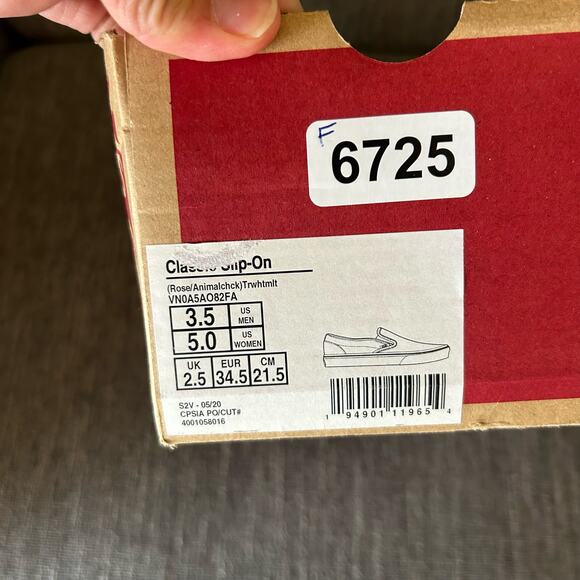 F
6725
Classic Slip-On
(Rose/Animalchck)Trwhtmlt
VN0A5AO82FA
3.5 US MEN
5.0 US WOMEN
UK EUR CM
2.5 34.5 21.5
S2V - 05/20
CPSIA PO/CUT#
4001058016
1 94901 11965 4